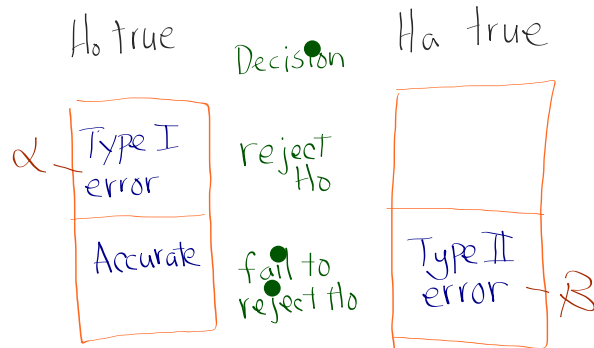 Ho true
Decision
Ha true
α
Type I
error
reject
Ho
Accurate
fail to
reject Ho
Type II
error
β